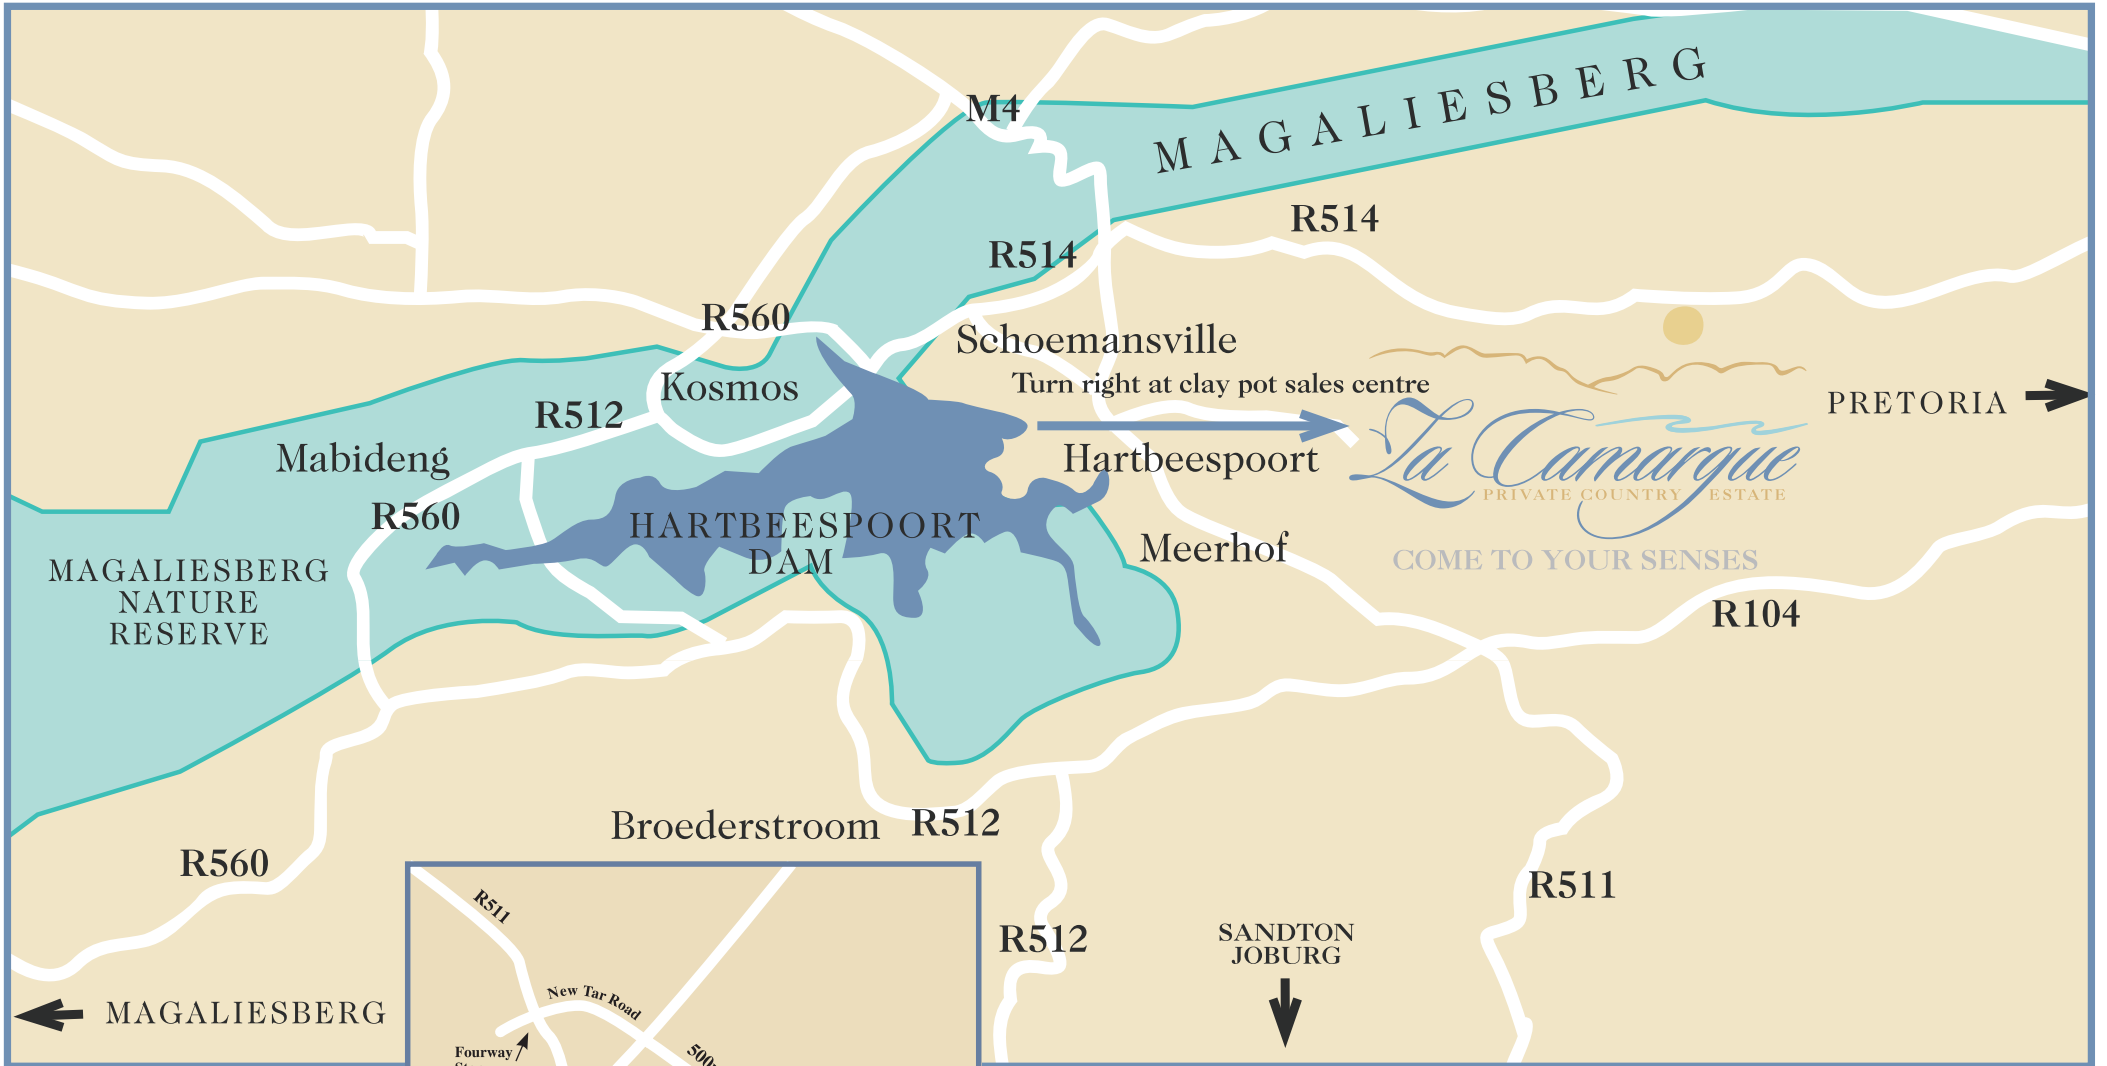 M4
MAGALIESBERG
R514
R514
R560
Schoemansville
Turn right at clay pot sales centre
Kosmos
R512
PRETORIA
La Camargue
PRIVATE COUNTRY ESTATE
COME TO YOUR SENSES
Mabideng
Hartbeespoort
R560
HARTBEESPOORT
DAM
Meerhof
MAGALIESBERG
NATURE
RESERVE
R104
Broederstroom
R512
R560
R511
R512
SANDTON
JOBURG
MAGALIESBERG
R511
New Tar Road
Fourway